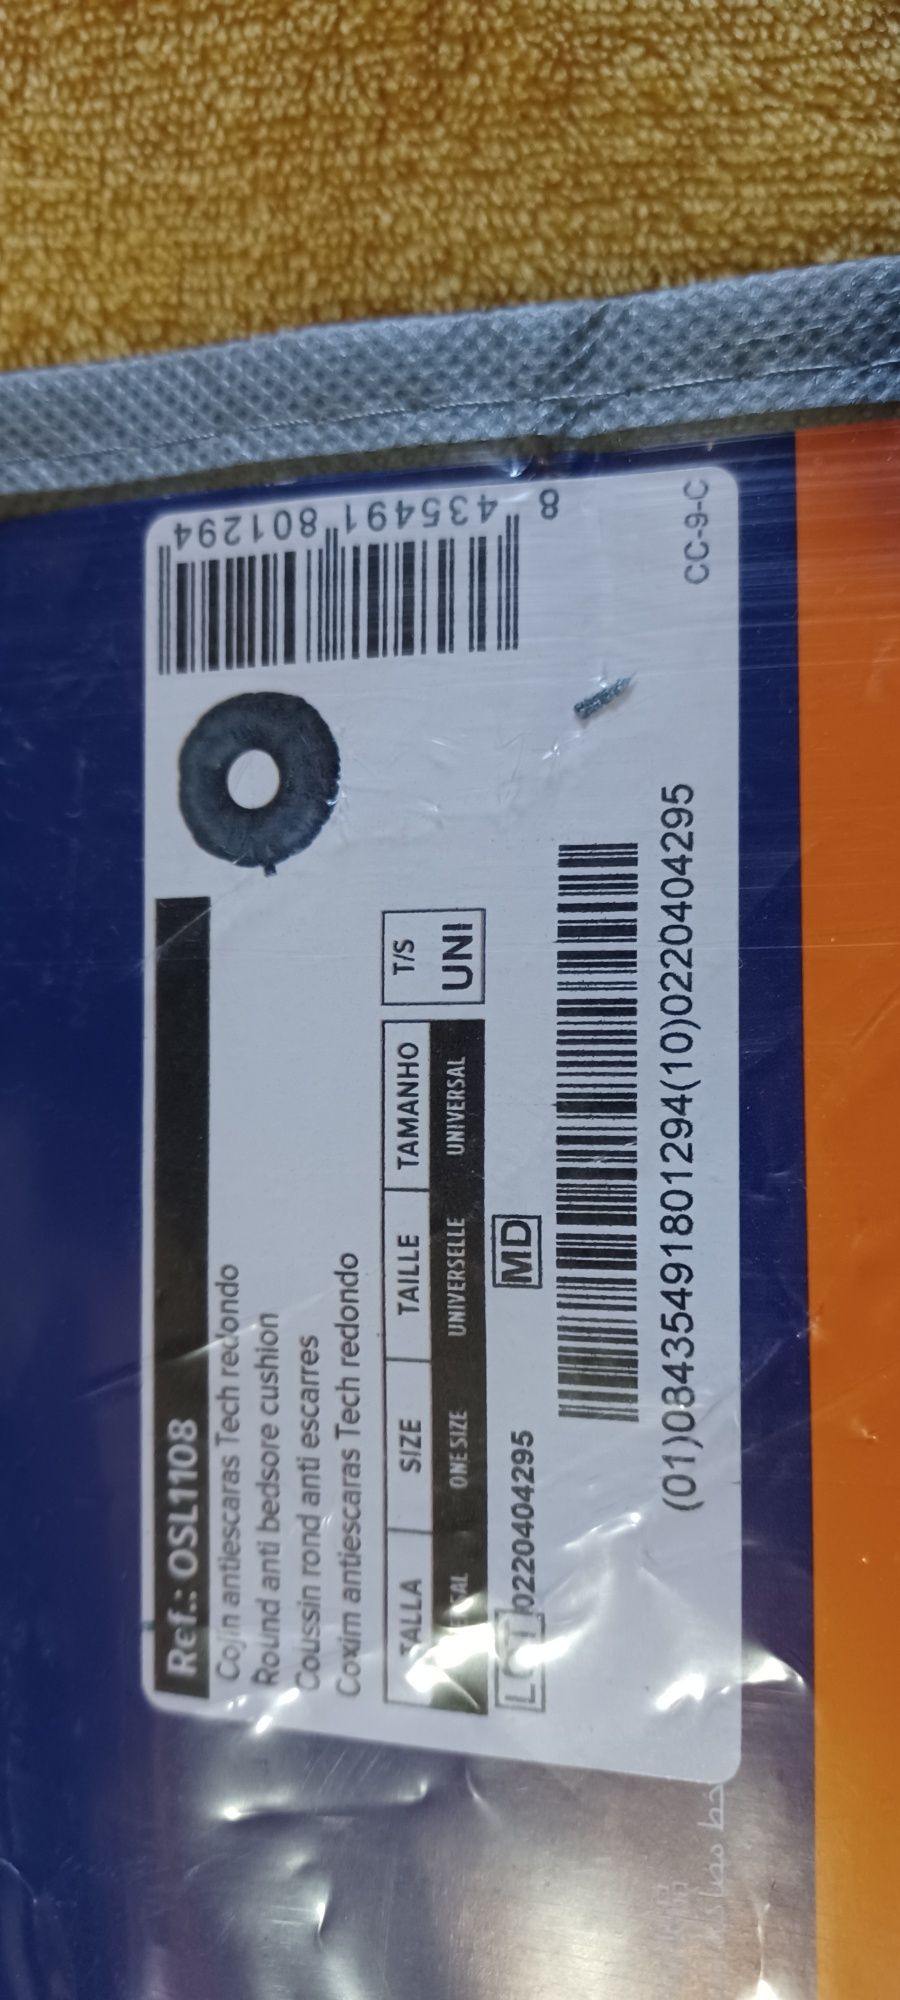 Ref.: OSL1108
Cojín antiescaras Tech redondo
Round anti bedsore cushion
Coussin rond anti escarres
Coxim antiescaras Tech redondo
8 435491 801294
TALLA SIZE TAILLE TAMANHO T/S
ONE SIZE UNIVERSELLE UNIVERSAL UNI
LOT 0220404295 MD
(01)08435491801294(10)0220404295
CC-9-C